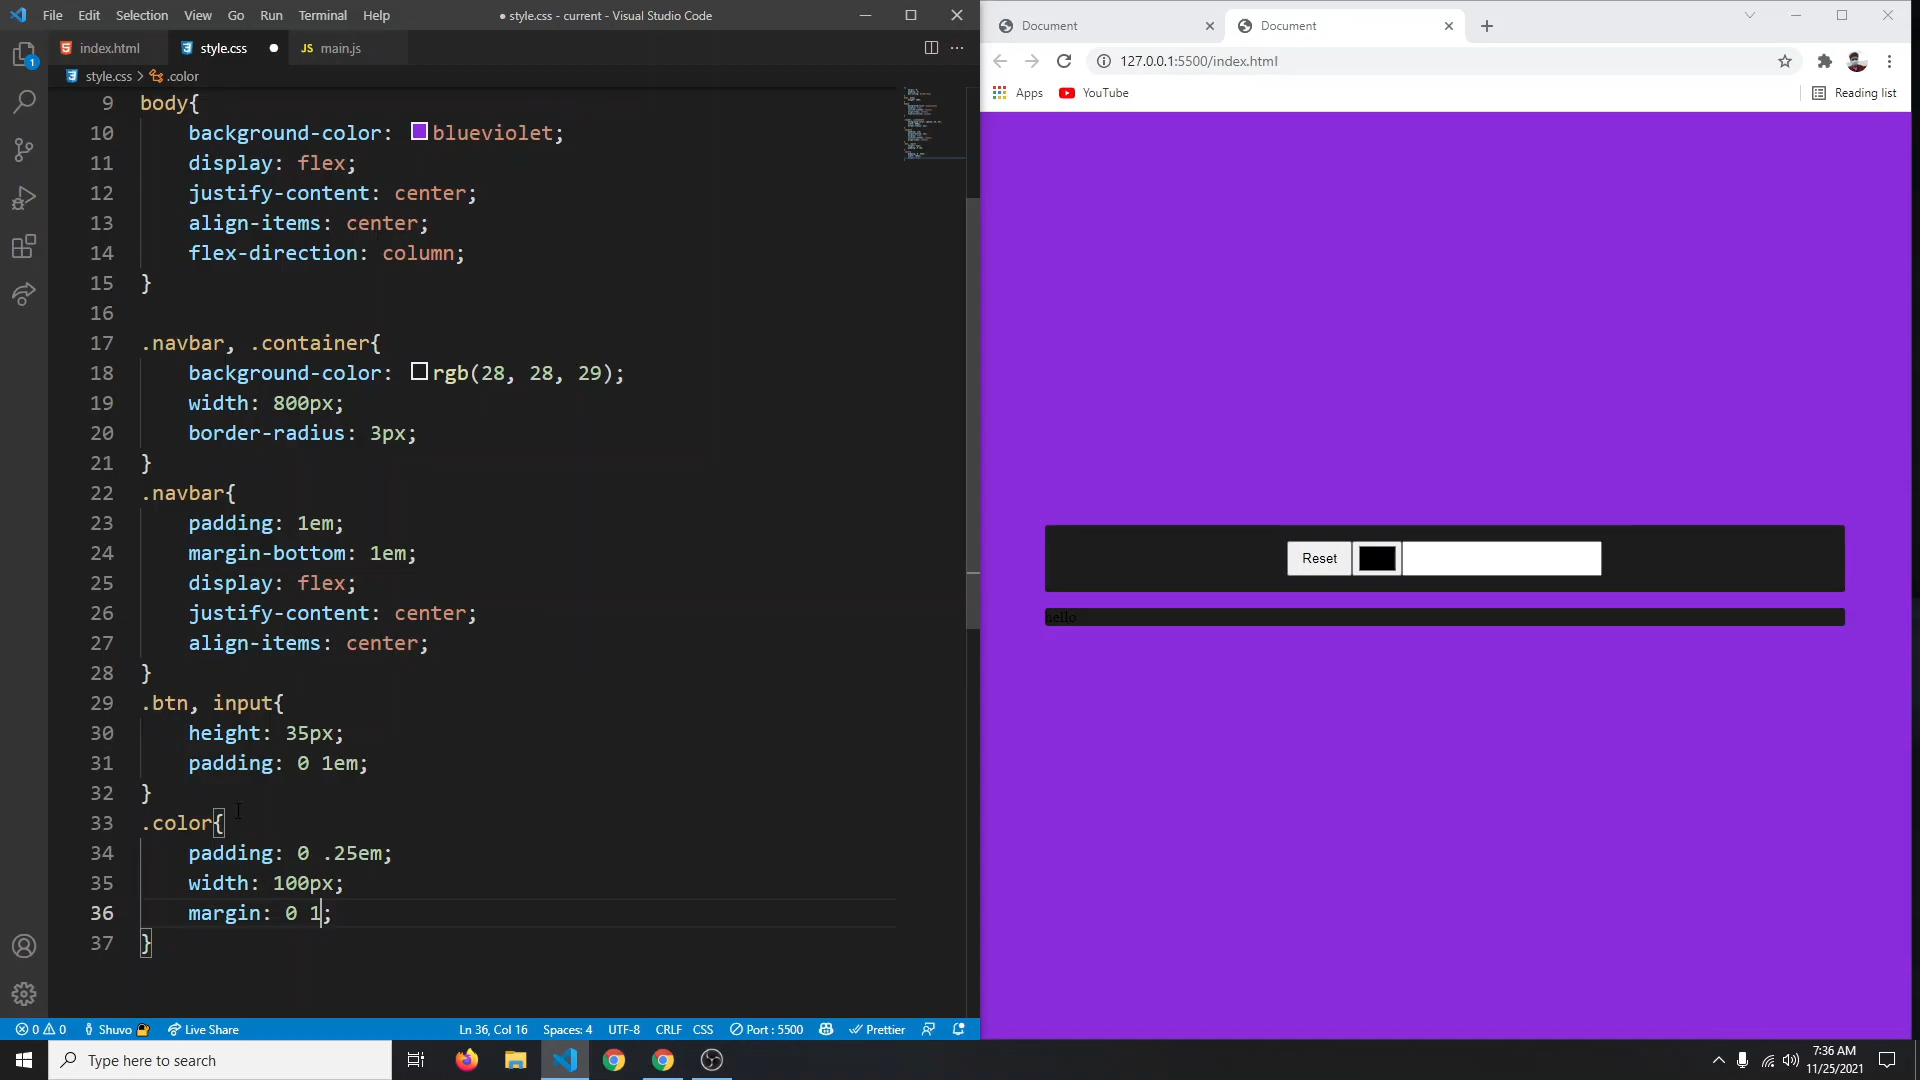 File Edit Selection View Go Run Terminal Help
● style.css - current - Visual Studio Code
index.html
style.css
JS main.js
style.css > .color
9 body{
10 background-color: blueviolet;
11 display: flex;
12 justify-content: center;
13 align-items: center;
14 flex-direction: column;
15 }
16
17 .navbar, .container{
18 background-color: rgb(28, 28, 29);
19 width: 800px;
20 border-radius: 3px;
21 }
22 .navbar{
23 padding: 1em;
24 margin-bottom: 1em;
25 display: flex;
26 justify-content: center;
27 align-items: center;
28 }
29 .btn, input{
30 height: 35px;
31 padding: 0 1em;
32 }
33 .color{
34 padding: 0 .25em;
35 width: 100px;
36 margin: 0 1;
37 }
1
0 0 Shuvo Live Share Ln 36, Col 16 Spaces: 4 UTF-8 CRLF CSS Port : 5500 Prettier
Document
Document
127.0.0.1:5500/index.html
Apps YouTube Reading list
Reset
hello
Type here to search
7:36 AM
11/25/2021